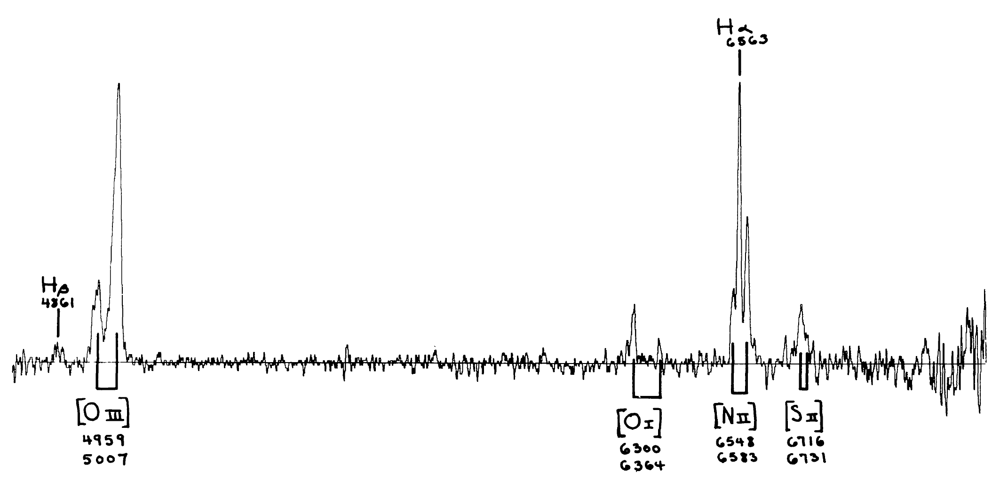 Hα
6563
Hβ
4861
[O III]
4959
5007
[O I]
6300
6364
[N II]
6548
6583
[S II]
6716
6731